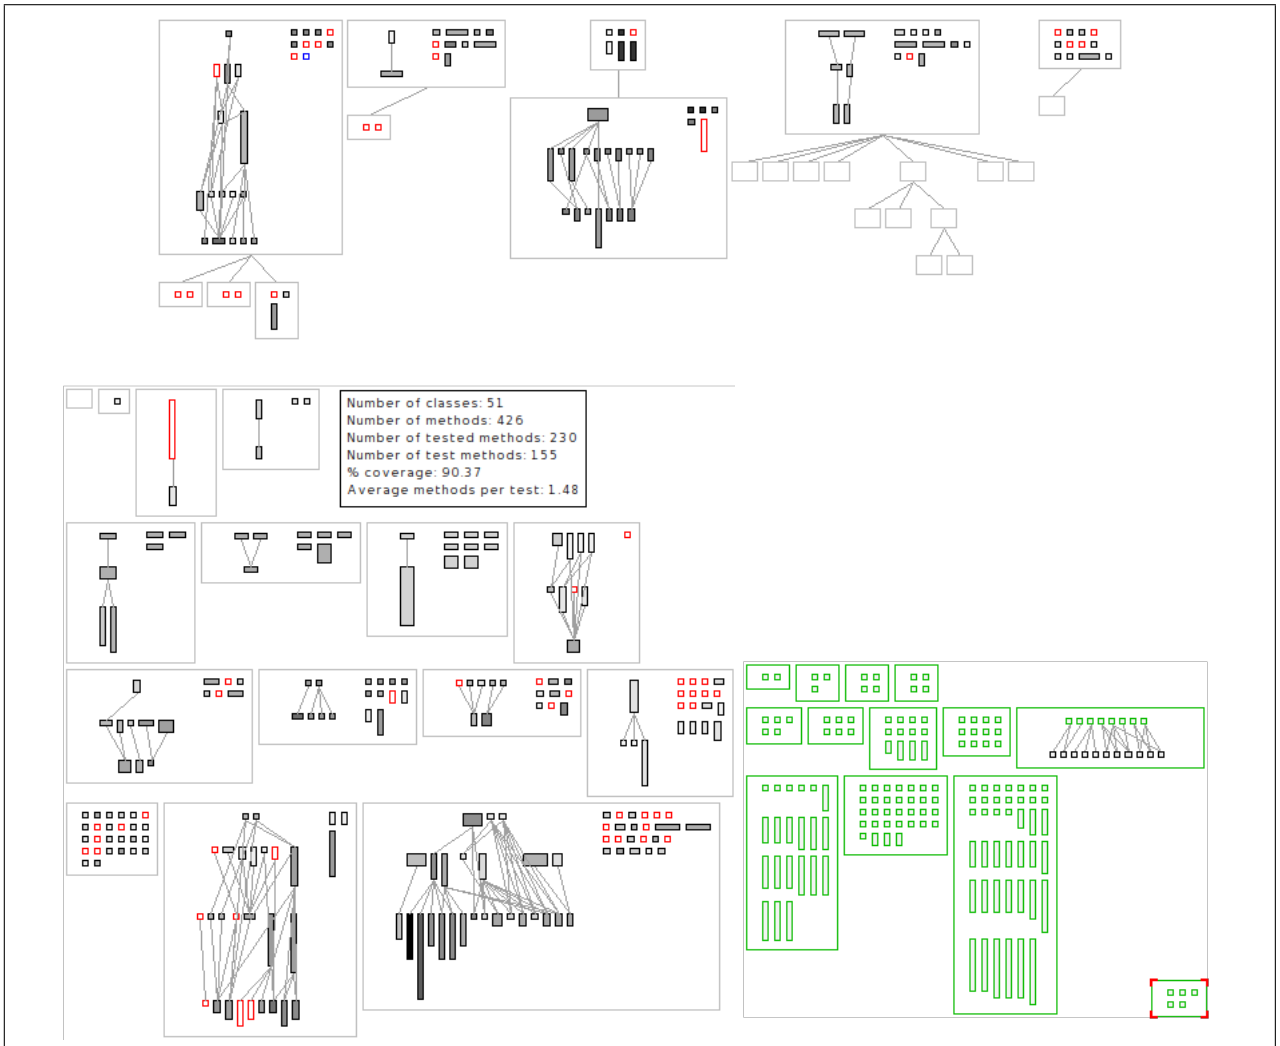 Number of classes: 51
Number of methods: 426
Number of tested methods: 230
Number of test methods: 155
% coverage: 90.37
Average methods per test: 1.48